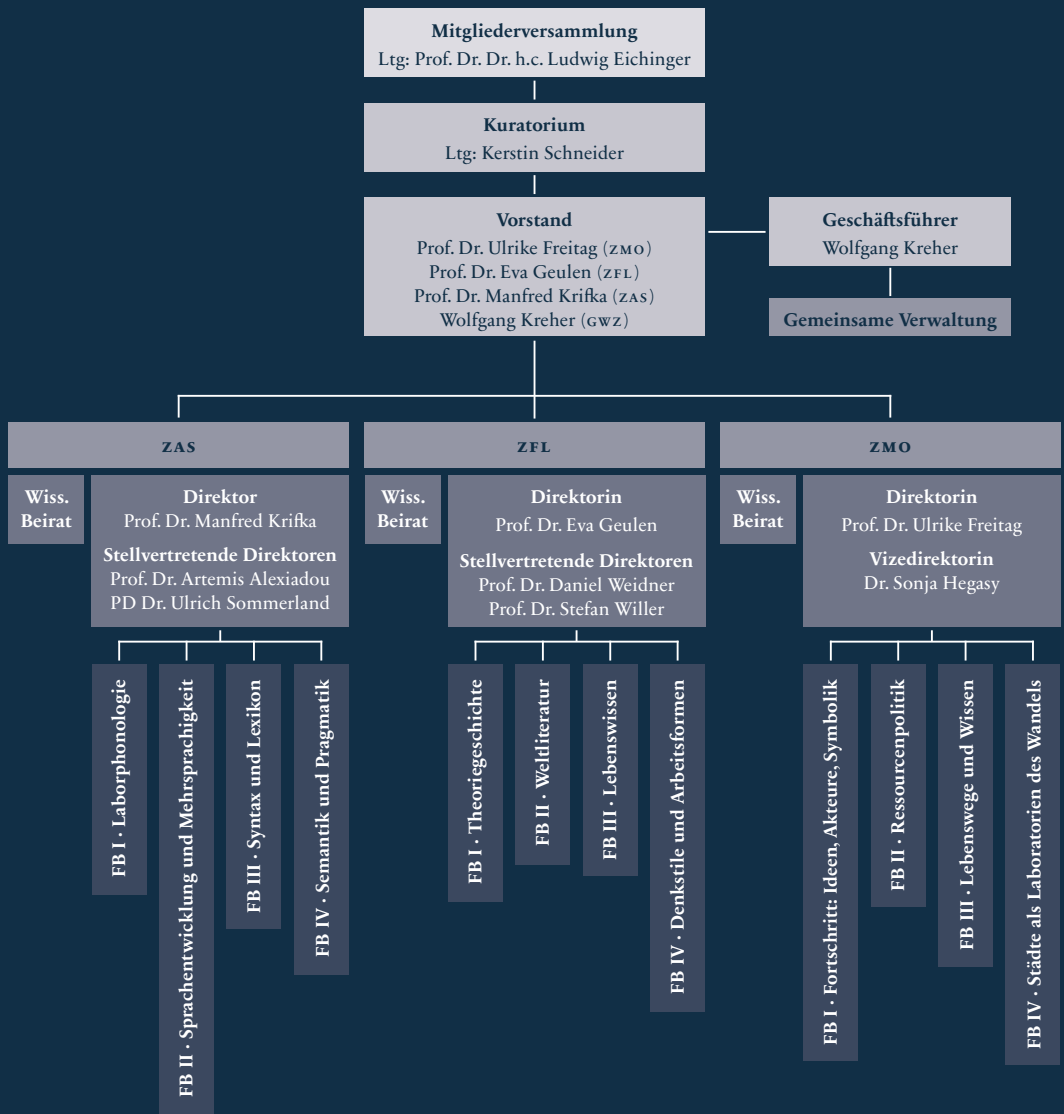 Mitgliederversammlung
Ltg: Prof. Dr. Dr. h.c. Ludwig Eichinger
Kuratorium
Ltg: Kerstin Schneider
Vorstand
Prof. Dr. Ulrike Freitag (ZMO)
Prof. Dr. Eva Geulen (ZFL)
Prof. Dr. Manfred Krifka (ZAS)
Wolfgang Kreher (GWZ)
Geschäftsführer
Wolfgang Kreher
Gemeinsame Verwaltung
ZAS
Wiss.
Beirat
Direktor
Prof. Dr. Manfred Krifka
Stellvertretende Direktoren
Prof. Dr. Artemis Alexiadou
PD Dr. Ulrich Sommerland
FB I · Laborphonologie
FB II · Sprachentwicklung und Mehrsprachigkeit
FB III · Syntax und Lexikon
FB IV · Semantik und Pragmatik
ZFL
Wiss.
Beirat
Direktorin
Prof. Dr. Eva Geulen
Stellvertretende Direktoren
Prof. Dr. Daniel Weidner
Prof. Dr. Stefan Willer
FB I · Theoriegeschichte
FB II · Weltliteratur
FB III · Lebenswissen
FB IV · Denkstile und Arbeitsformen
ZMO
Wiss.
Beirat
Direktorin
Prof. Dr. Ulrike Freitag
Vizedirektorin
Dr. Sonja Hegasy
FB I · Fortschritt: Ideen, Akteure, Symbolik
FB II · Ressourcenpolitik
FB III · Lebenswege und Wissen
FB IV · Städte als Laboratorien des Wandels